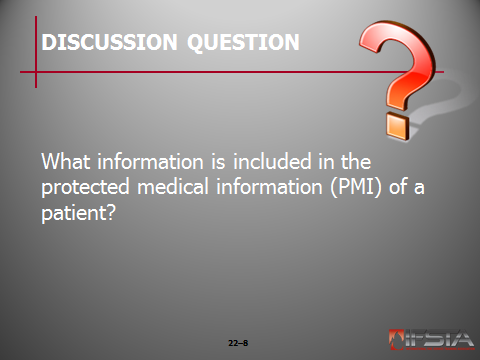 DISCUSSION QUESTION
What information is included in the
protected medical information (PMI) of a
patient?
22–8
IFSTA